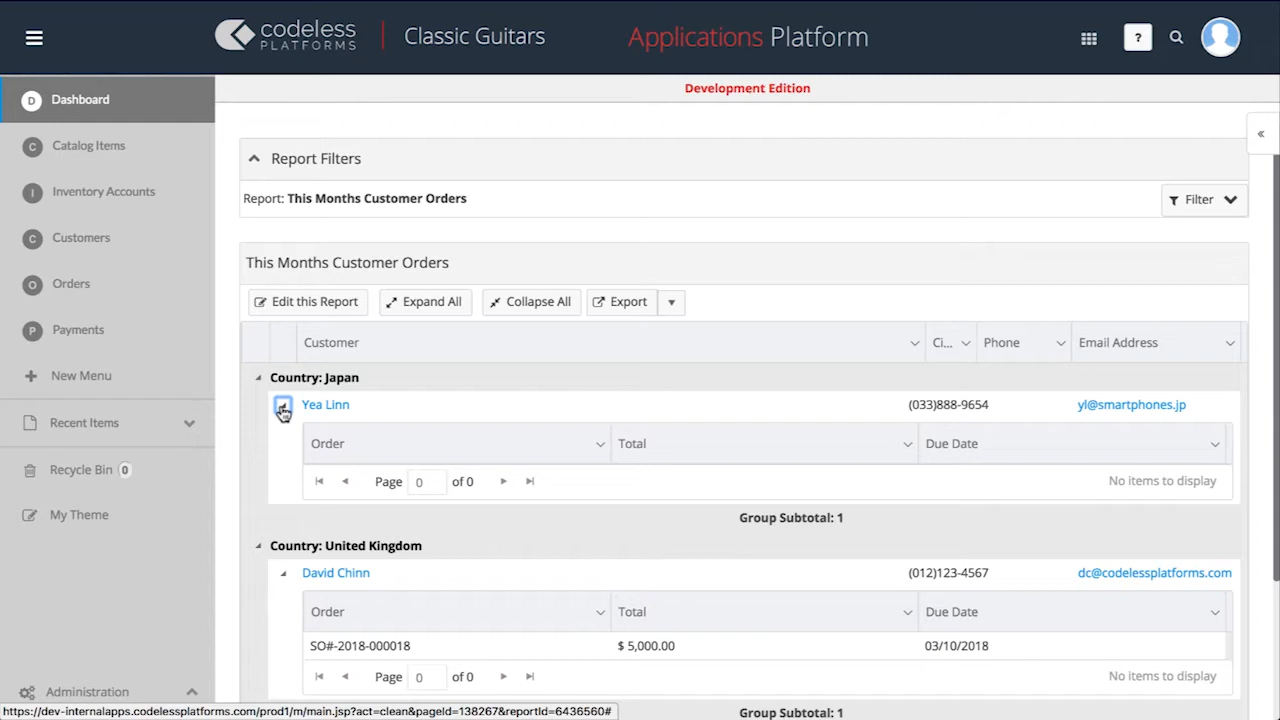 codeless
PLATFORMS
Classic Guitars
Applications Platform
?
Development Edition
D Dashboard
C Catalog Items
I Inventory Accounts
C Customers
O Orders
P Payments
New Menu
Recent Items
Recycle Bin 0
My Theme
Administration
«
Report Filters
Report: This Months Customer Orders
Filter
This Months Customer Orders
Edit this Report
Expand All
Collapse All
Export
Customer
Ci...
Phone
Email Address
Country: Japan
Yea Linn
(033)888-9654
yl@smartphones.jp
Order
Total
Due Date
Page 0 of 0
No items to display
Group Subtotal: 1
Country: United Kingdom
David Chinn
(012)123-4567
dc@codelessplatforms.com
Order
Total
Due Date
SO#-2018-000018
$ 5,000.00
03/10/2018
Page 0 of 0
No items to display
Group Subtotal: 1
https://dev-internalapps.codelessplatforms.com/prod1/m/main.jsp?act=clean&pageId=138267&reportId=6436560#